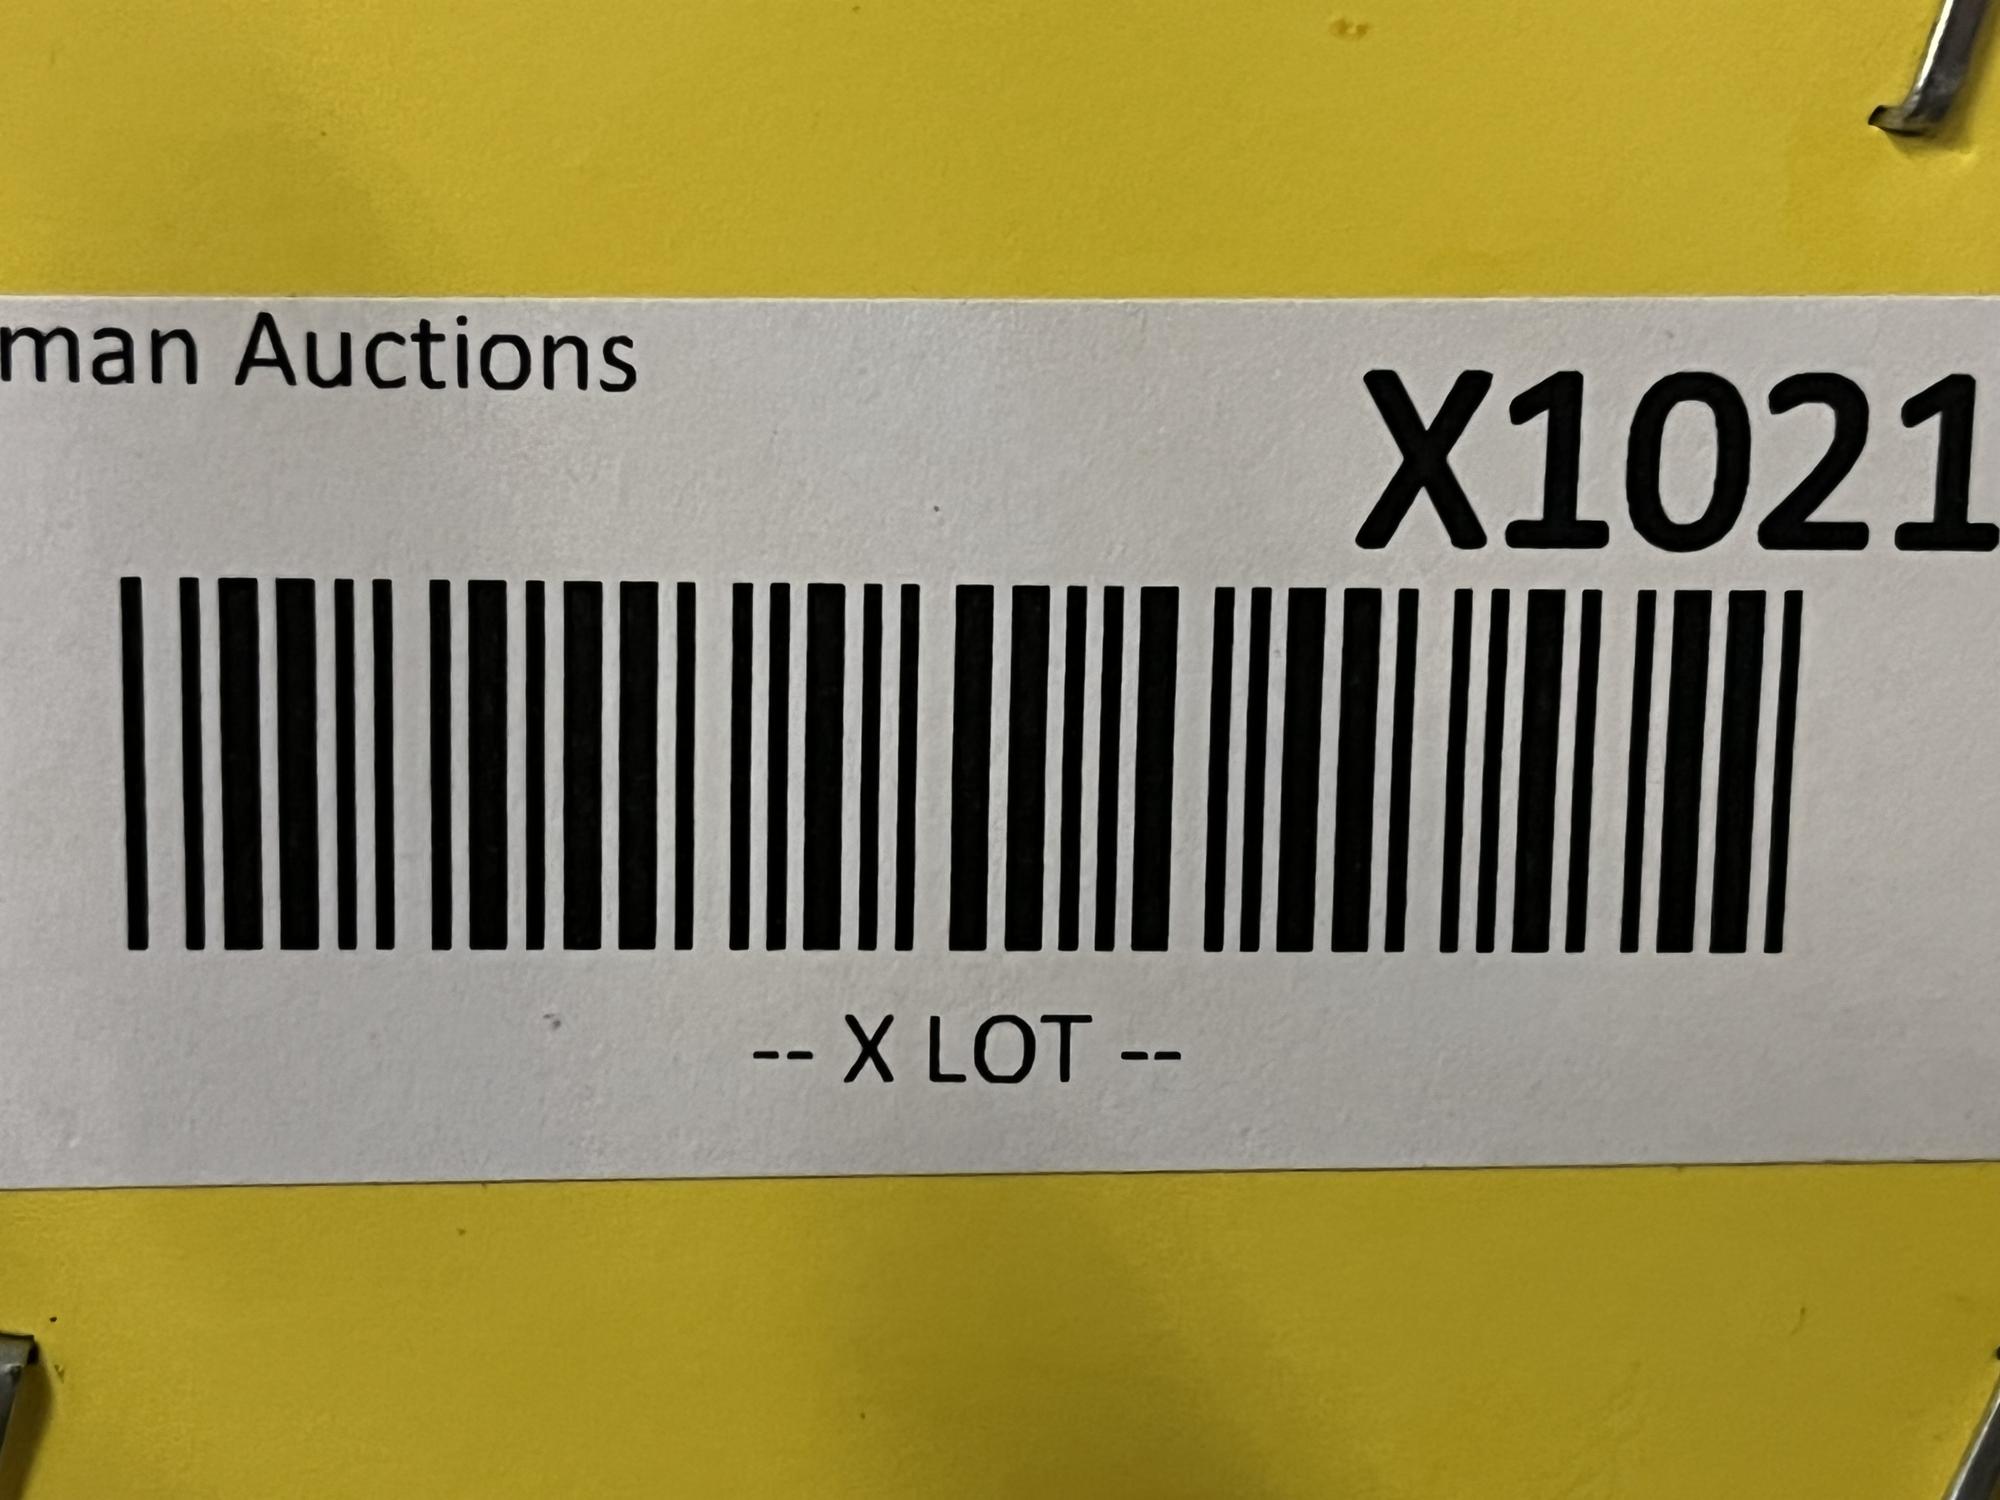 man Auctions
X1021
-- X LOT --